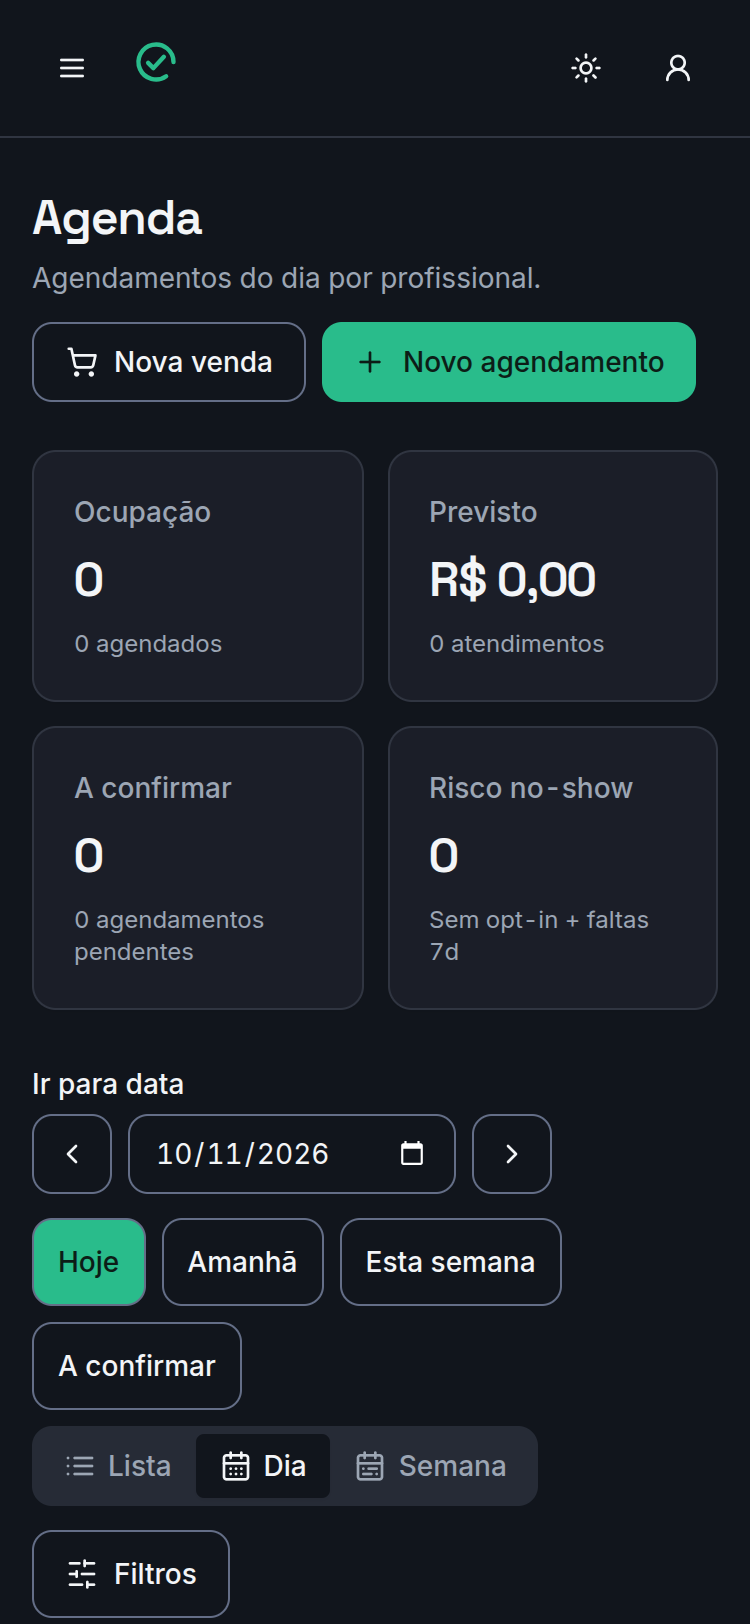 Agenda
Agendamentos do dia por profissional.
Nova venda
Novo agendamento
Ocupação
0
0 agendados
Previsto
R$ 0,00
0 atendimentos
A confirmar
0
0 agendamentos
pendentes
Risco no-show
0
Sem opt-in + faltas
7d
Ir para data
10/11/2026
Hoje
Amanhã
Esta semana
A confirmar
Lista
Dia
Semana
Filtros